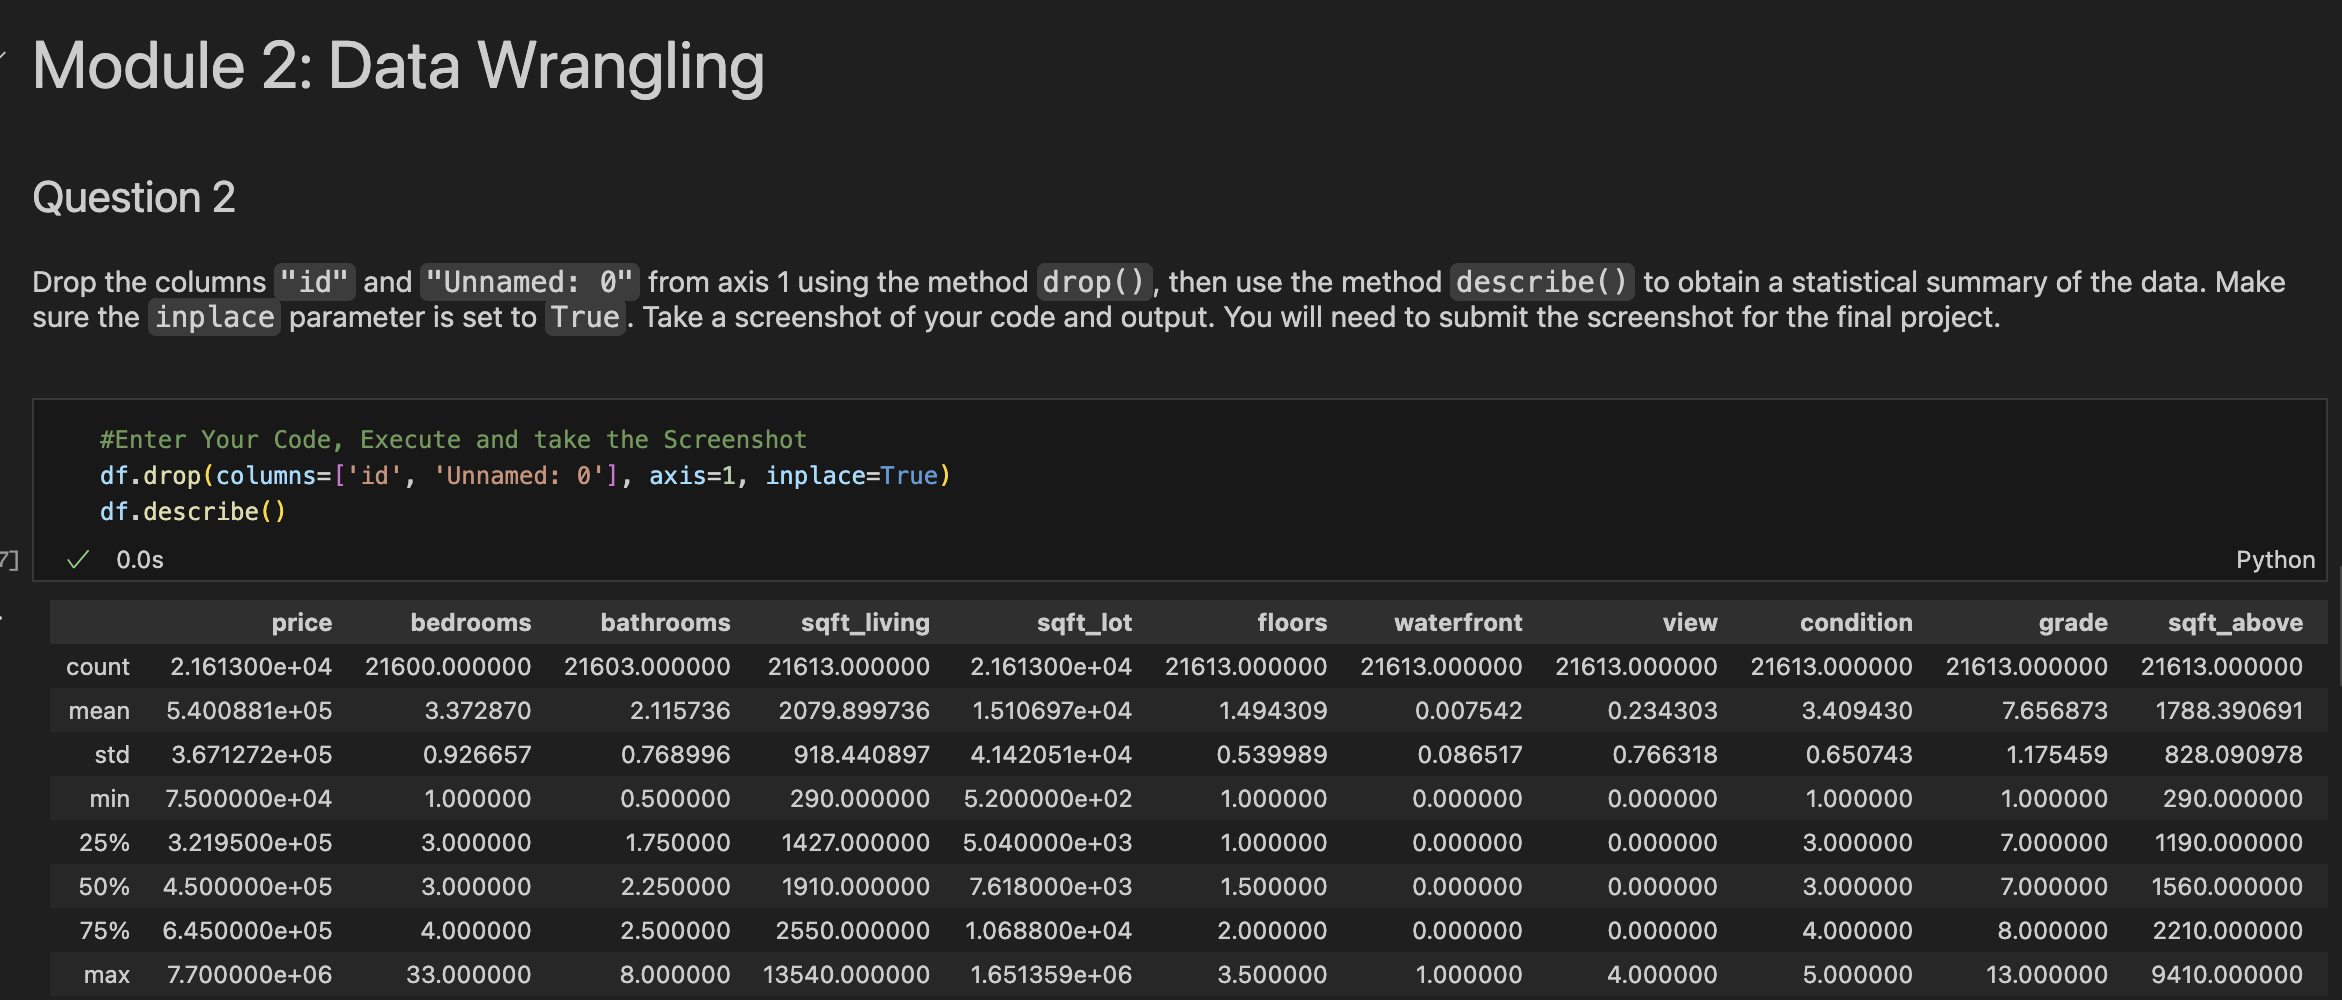 Module 2: Data Wrangling
Question 2
Drop the columns "id" and "Unnamed: 0" from axis 1 using the method drop(), then use the method describe() to obtain a statistical summary of the data. Make
sure the inplace parameter is set to True. Take a screenshot of your code and output. You will need to submit the screenshot for the final project.
#Enter Your Code, Execute and take the Screenshot
df.drop(columns=['id', 'Unnamed: 0'], axis=1, inplace=True)
df.describe()
7] 0.0s Python
price bedrooms bathrooms sqft_living sqft_lot floors waterfront view condition grade sqft_above
count 2.161300e+04 21600.000000 21603.000000 21613.000000 2.161300e+04 21613.000000 21613.000000 21613.000000 21613.000000 21613.000000 21613.000000
mean 5.400881e+05 3.372870 2.115736 2079.899736 1.510697e+04 1.494309 0.007542 0.234303 3.409430 7.656873 1788.390691
std 3.671272e+05 0.926657 0.768996 918.440897 4.142051e+04 0.539989 0.086517 0.766318 0.650743 1.175459 828.090978
min 7.500000e+04 1.000000 0.500000 290.000000 5.200000e+02 1.000000 0.000000 0.000000 1.000000 1.000000 290.000000
25% 3.219500e+05 3.000000 1.750000 1427.000000 5.040000e+03 1.000000 0.000000 0.000000 3.000000 7.000000 1190.000000
50% 4.500000e+05 3.000000 2.250000 1910.000000 7.618000e+03 1.500000 0.000000 0.000000 3.000000 7.000000 1560.000000
75% 6.450000e+05 4.000000 2.500000 2550.000000 1.068800e+04 2.000000 0.000000 0.000000 4.000000 8.000000 2210.000000
max 7.700000e+06 33.000000 8.000000 13540.000000 1.651359e+06 3.500000 1.000000 4.000000 5.000000 13.000000 9410.000000